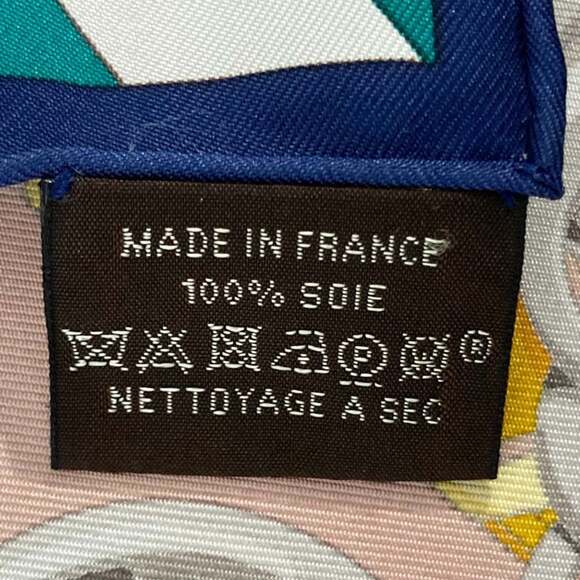 MADE IN FRANCE
100% SOIE
P W ®
NETTOYAGE A SEC